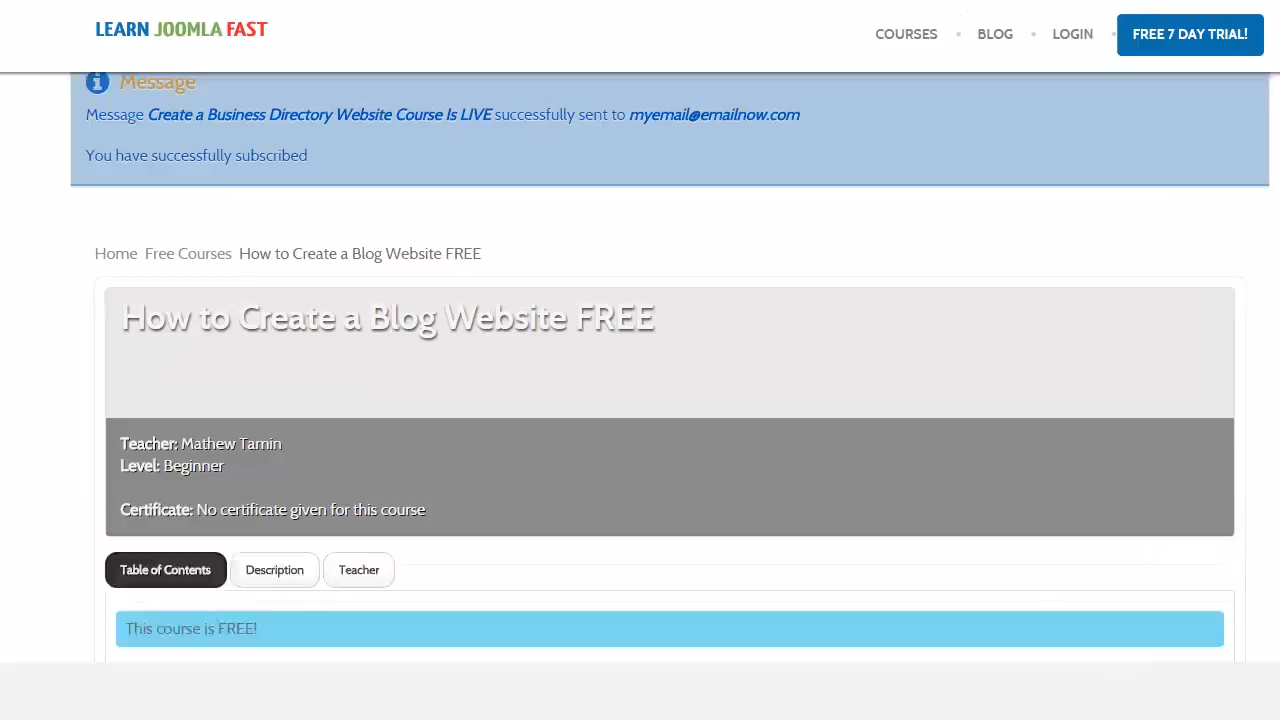 LEARN JOOMLA FAST
COURSES • BLOG • LOGIN • FREE 7 DAY TRIAL!
Message
Message Create a Business Directory Website Course Is LIVE successfully sent to myemail@emailnow.com
You have successfully subscribed
Home Free Courses How to Create a Blog Website FREE
How to Create a Blog Website FREE
Teacher: Mathew Tamin
Level: Beginner
Certificate: No certificate given for this course
Table of Contents Description Teacher
This course is FREE!